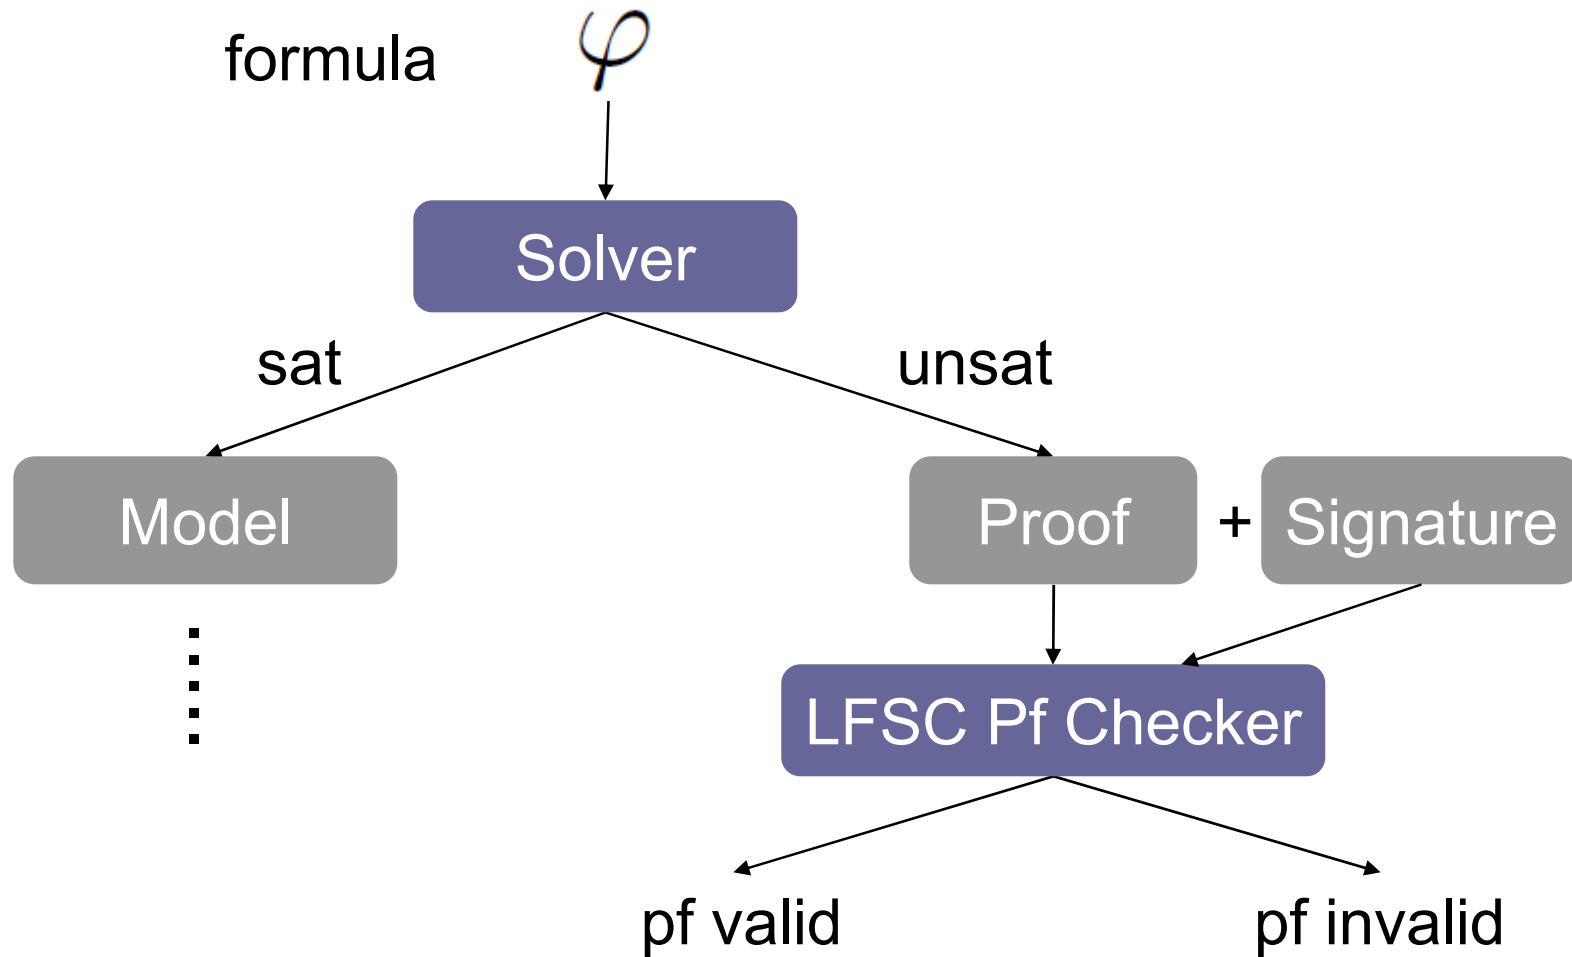 formula φ
Solver
sat unsat
Model Proof + Signature
LFSC Pf Checker
pf valid pf invalid